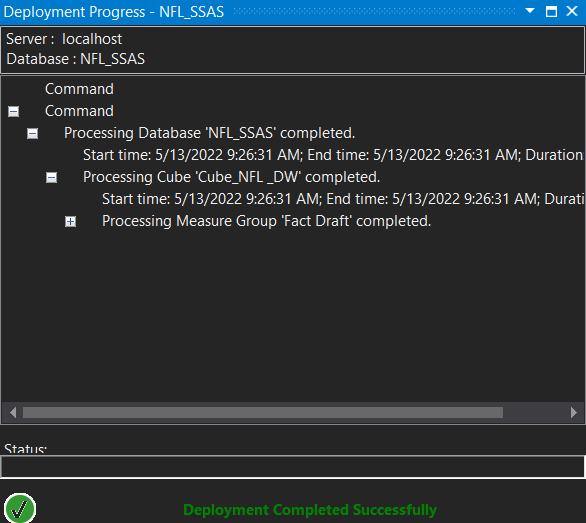 Deployment Progress - NFL_SSAS
Server : localhost
Database : NFL_SSAS
Command
Command
Processing Database 'NFL_SSAS' completed.
Start time: 5/13/2022 9:26:31 AM; End time: 5/13/2022 9:26:31 AM; Duration
Processing Cube 'Cube_NFL _DW' completed.
Start time: 5/13/2022 9:26:31 AM; End time: 5/13/2022 9:26:31 AM; Durati
Processing Measure Group 'Fact Draft' completed.
Status:
Deployment Completed Successfully